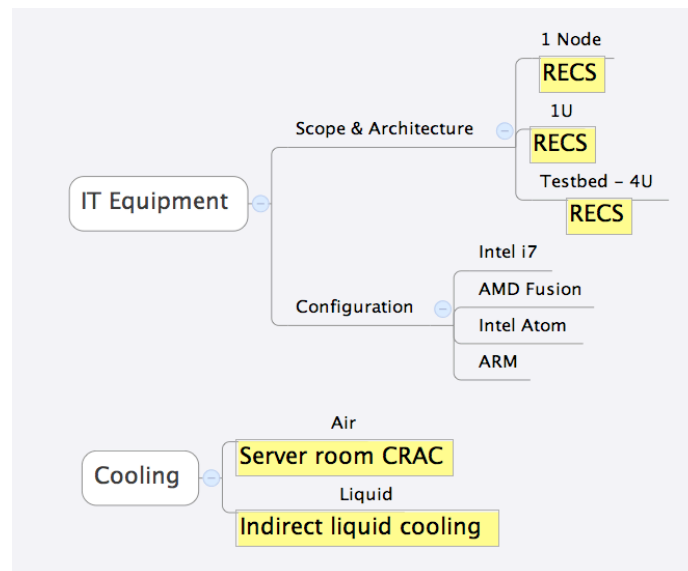 1 Node
RECS
1U
Scope & Architecture
RECS
Testbed – 4U
IT Equipment
RECS
Intel i7
AMD Fusion
Configuration
Intel Atom
ARM
Air
Server room CRAC
Cooling
Liquid
Indirect liquid cooling